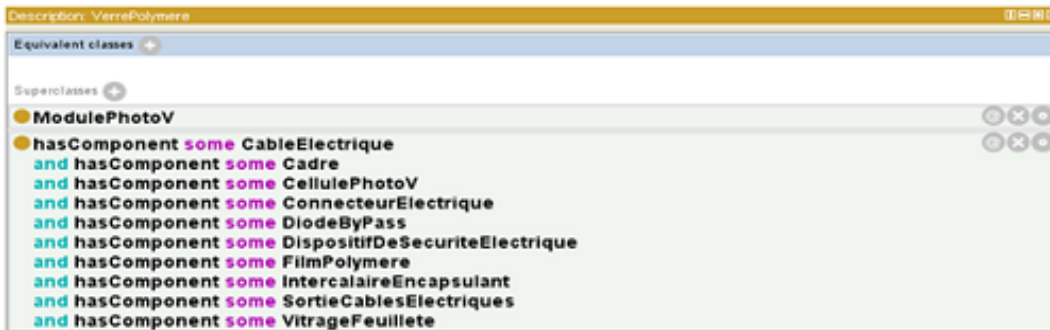 Description: VerrePolymere
Equivalent classes
Superclasses
ModulePhotoV
hasComponent some CableElectrique
and hasComponent some Cadre
and hasComponent some CellulePhotoV
and hasComponent some ConnecteurElectrique
and hasComponent some DiodeByPass
and hasComponent some DispositifDeSecuriteElectrique
and hasComponent some FilmPolymere
and hasComponent some IntercalaireEncapsulant
and hasComponent some SortieCablesElectriques
and hasComponent some VitrageFeuillete